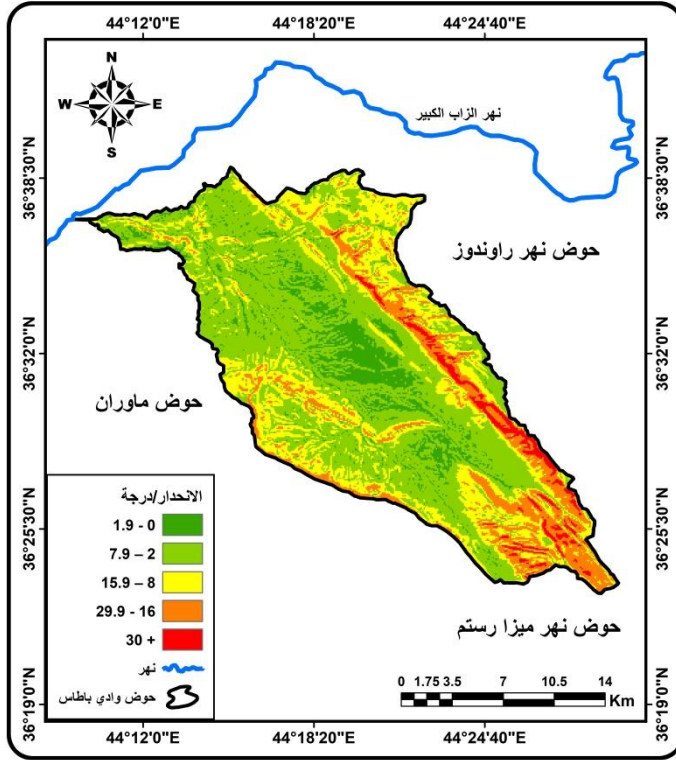 44°12'0"E
44°18'20"E
44°24'40"E
N
W
E
S
نهر الزاب الكبير
36°38'30"N
36°38'30"N
حوض نهر راوندوز
36°32'0"N
36°32'0"N
حوض ماوران
الانحدار/درجة
1.9 - 0
7.9 – 2
15.9 – 8
29.9 - 16
30 +
نهر
حوض وادي باطاس
36°25'30"N
36°25'30"N
حوض نهر ميزا رستم
0 1.75 3.5 7 10.5 14
Km
36°19'0"N
36°19'0"N
44°12'0"E
44°18'20"E
44°24'40"E